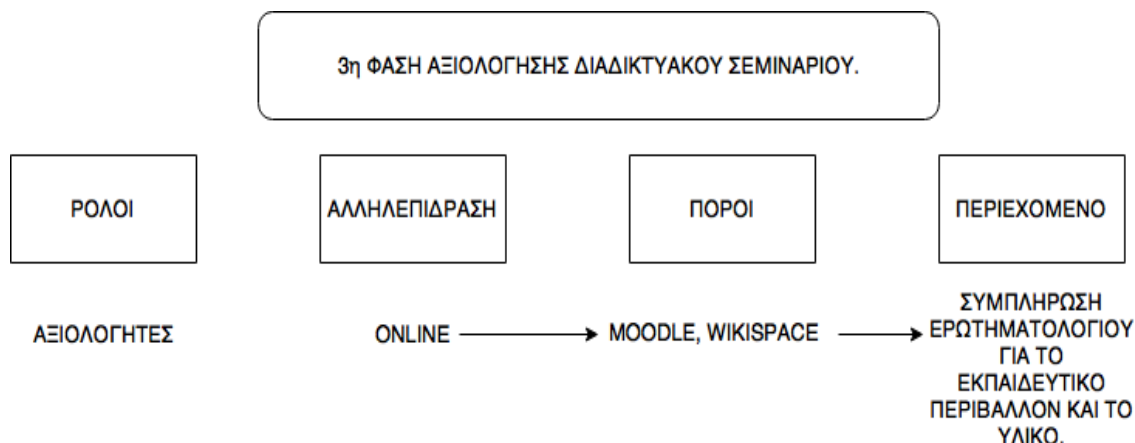 3η ΦΑΣΗ ΑΞΙΟΛΟΓΗΣΗΣ ΔΙΑΔΙΚΤΥΑΚΟΥ ΣΕΜΙΝΑΡΙΟΥ.
ΡΟΛΟΙ
ΑΛΛΗΛΕΠΙΔΡΑΣΗ
ΠΟΡΟΙ
ΠΕΡΙΕΧΟΜΕΝΟ
ΑΞΙΟΛΟΓΗΤΕΣ
ONLINE
MOODLE, WIKISPACE
ΣΥΜΠΛΗΡΩΣΗ
ΕΡΩΤΗΜΑΤΟΛΟΓΙΟΥ
ΓΙΑ ΤΟ
ΕΚΠΑΙΔΕΥΤΙΚΟ
ΠΕΡΙΒΑΛΛΟΝ ΚΑΙ ΤΟ
ΥΛΙΚΟ.